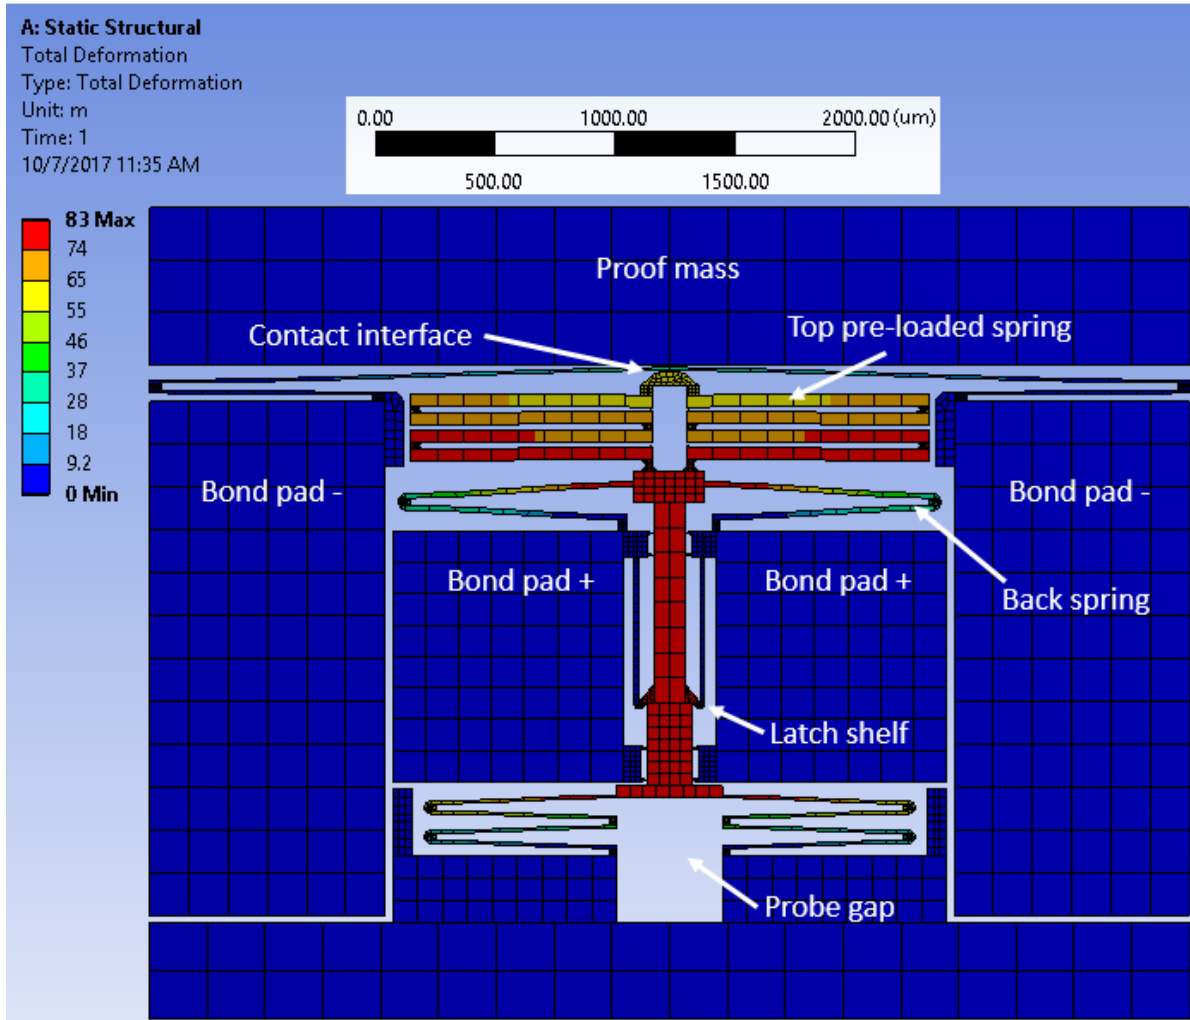 A: Static Structural
Total Deformation
Type: Total Deformation
Unit: m
Time: 1
10/7/2017 11:35 AM
0.00 1000.00 2000.00 (um)
500.00 1500.00
83 Max
74
65
55
46
37
28
18
9.2
0 Min
Proof mass
Contact interface
Top pre-loaded spring
Bond pad -
Bond pad -
Bond pad +
Bond pad +
Back spring
Latch shelf
Probe gap